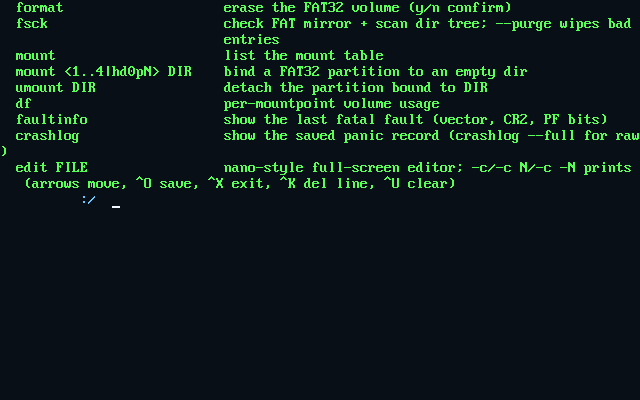 format                    erase the FAT32 volume (y/n confirm)
fsck                      check FAT mirror + scan dir tree; --purge wipes bad
                          entries
mount                     list the mount table
mount <1..4|hd0pN> DIR    bind a FAT32 partition to an empty dir
umount DIR                detach the partition bound to DIR
df                        per-mountpoint volume usage
faultinfo                 show the last fatal fault (vector, CR2, PF bits)
crashlog                  show the saved panic record (crashlog --full for raw
)
edit FILE                 nano-style full-screen editor; -c/-c N/-c -N prints
(arrows move, ^O save, ^X exit, ^K del line, ^U clear)
:/ _